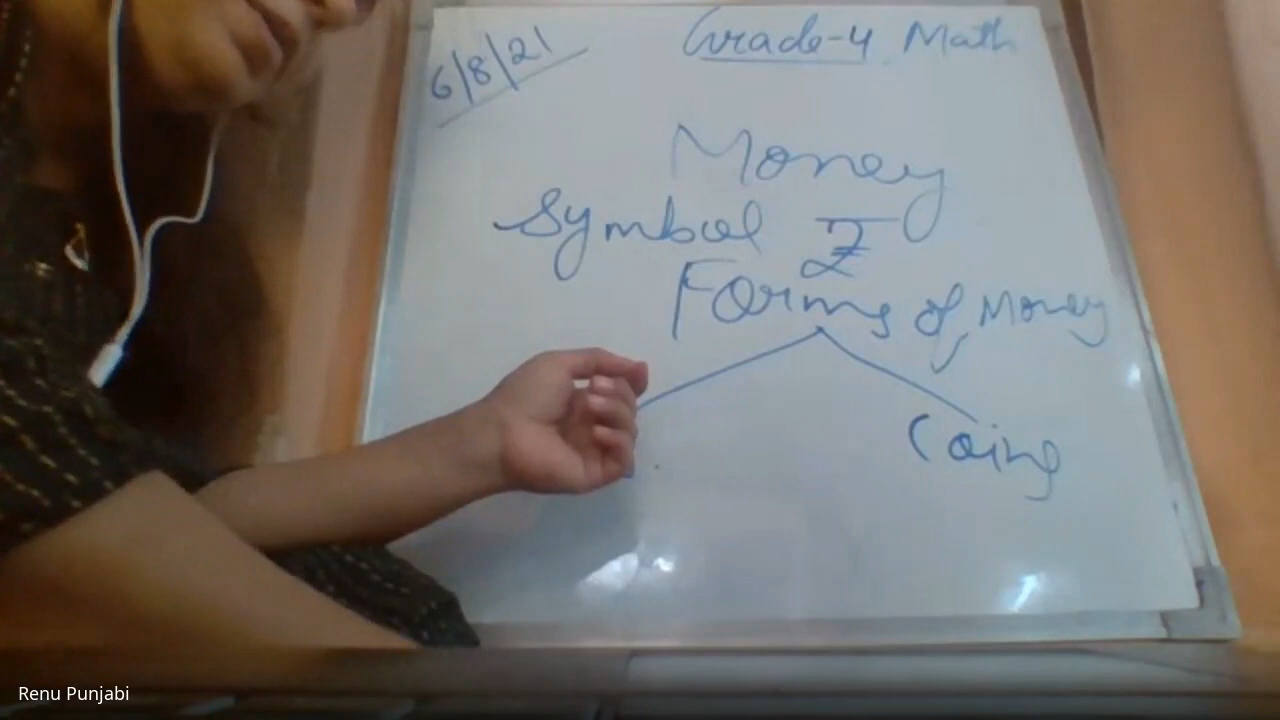 6/8/21
Grade-4 Math
Money
Symbol ₹
Forms of Money
Coins
Renu Punjabi